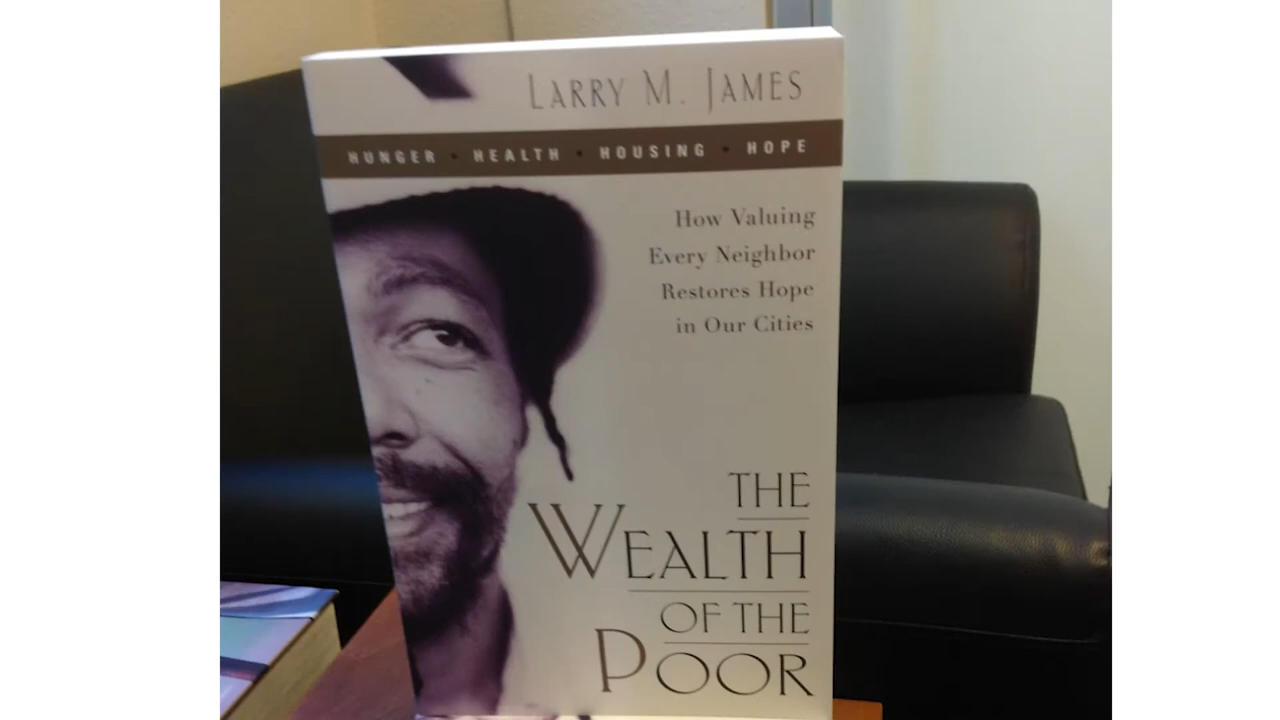 LARRY M. JAMES
HUNGER • HEALTH • HOUSING • HOPE
How Valuing
Every Neighbor
Restores Hope
in Our Cities
THE
WEALTH
OF THE
POOR